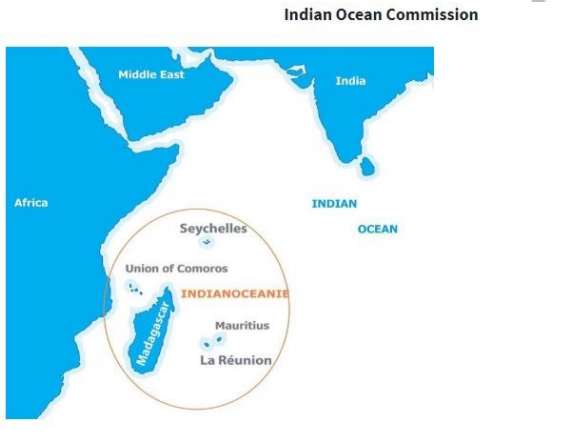 Indian Ocean Commission
Middle East
India
Africa
INDIAN
OCEAN
Seychelles
Union of Comoros
INDIANOCEANIE
Madagascar
Mauritius
La Réunion